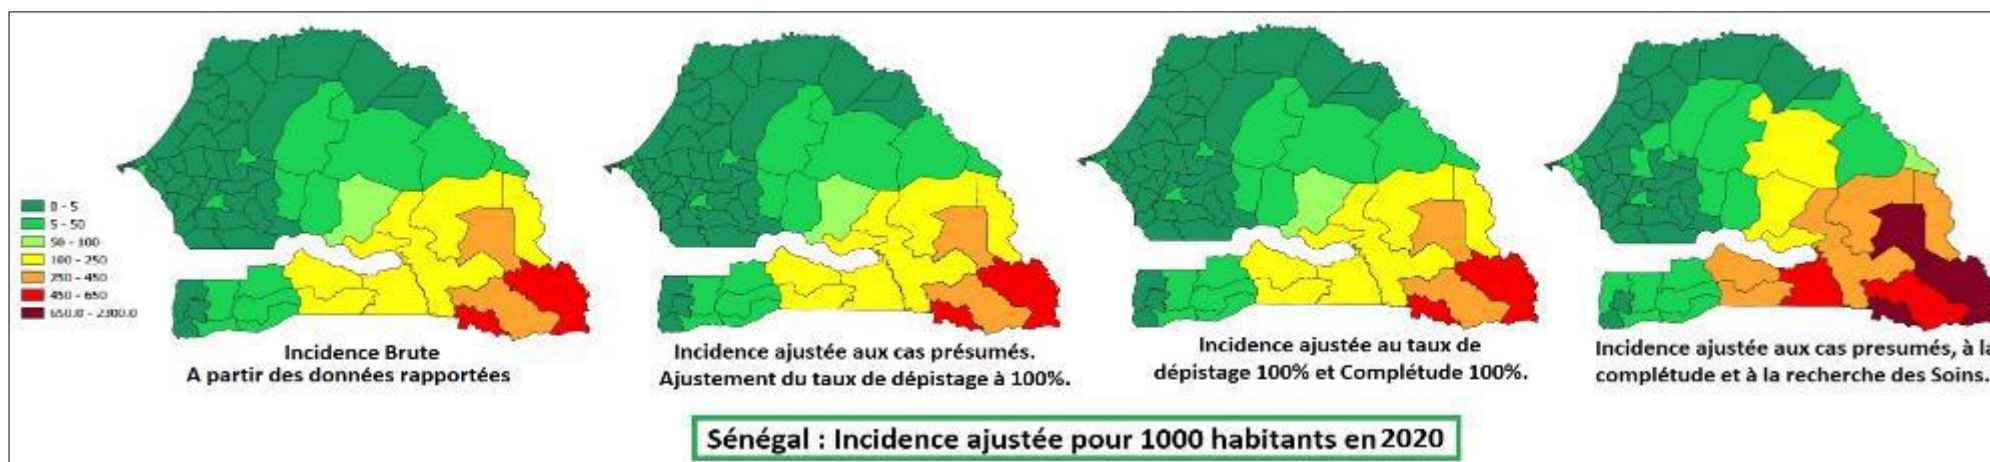 0 - 5
5 - 50
50 - 100
100 - 250
250 - 450
450 - 650
650.0 - 2300.0
Incidence Brute
A partir des données rapportées
Incidence ajustée aux cas présumés.
Ajustement du taux de dépistage à 100%.
Incidence ajustée au taux de
dépistage 100% et Complétude 100%.
Incidence ajustée aux cas presumés, à la
complétude et à la recherche des Soins.
Sénégal : Incidence ajustée pour 1000 habitants en 2020